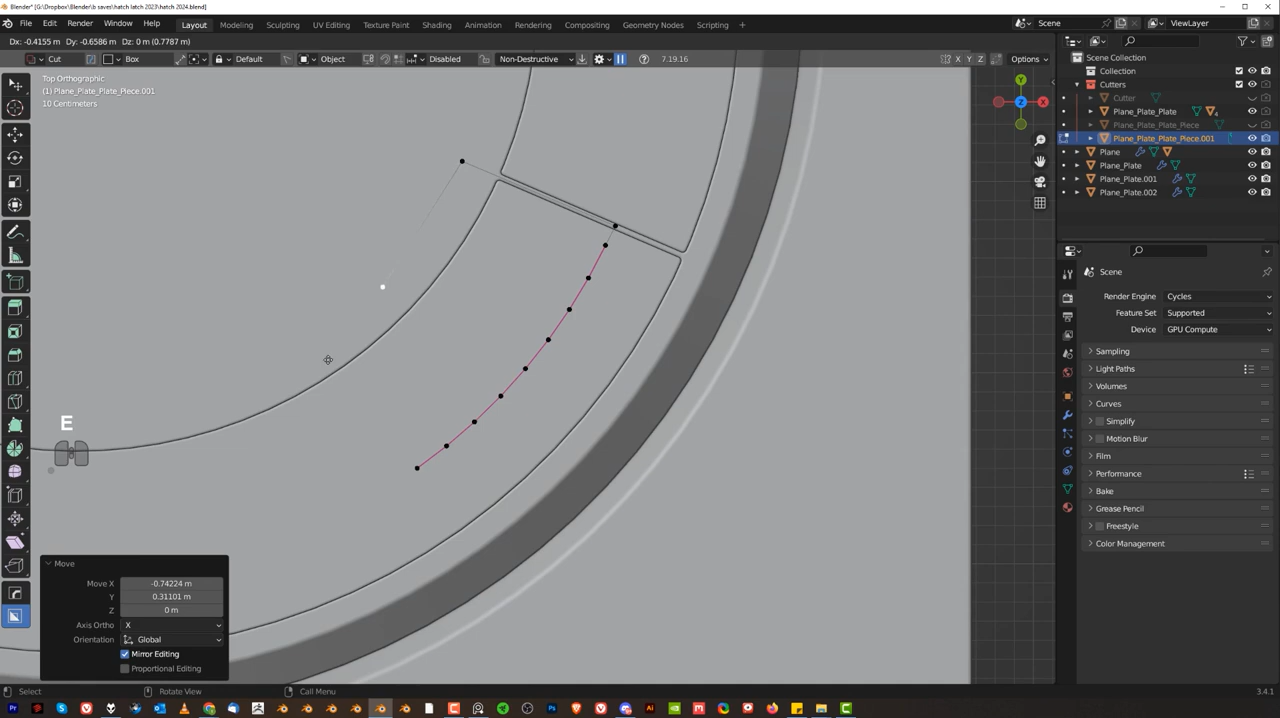 Blender* [G:\Dropbox\Blender\b saves\hatch latch 2023\hatch 2024.blend]
File Edit Render Window Help Layout Modeling Sculpting UV Editing Texture Paint Shading Animation Rendering Compositing Geometry Nodes Scripting + Scene ViewLayer
Dx: -0.4155 m Dy: -0.6586 m Dz: 0 m (0.7787 m)
Cut Box Default Object Disabled Non-Destructive 7.19.16 X Y Z Options
Top Orthographic
(1) Plane_Plate_Plate_Piece.001
10 Centimeters
Y
Z X
Scene Collection
Collection
Cutters
Cutter
Plane_Plate_Plate 4
Plane_Plate_Plate_Piece
Plane_Plate_Plate_Piece.001
Plane
Plane_Plate
Plane_Plate.001
Plane_Plate.002
Scene
Render Engine Cycles
Feature Set Supported
Device GPU Compute
Sampling
Light Paths
Volumes
Curves
Simplify
Motion Blur
Film
Performance
Bake
Grease Pencil
Freestyle
Color Management
E
Move
Move X -0.74224 m
Y 0.31101 m
Z 0 m
Axis Ortho X
Orientation Global
Mirror Editing
Proportional Editing
Select Rotate View Call Menu 3.4.1